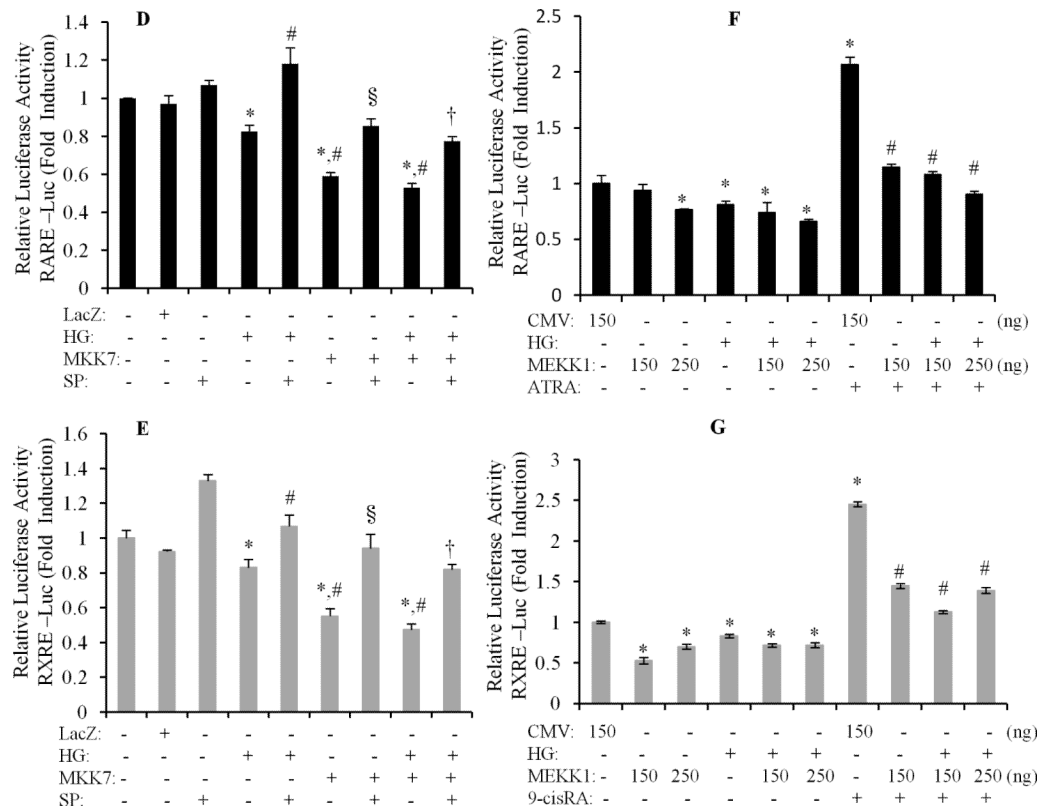 D
Relative Luciferase Activity
RARE –Luc (Fold Induction)
1.4
1.2
1
0.8
0.6
0.4
0.2
0
* # *,# § *,# †
LacZ: - + - - - - - - -
HG: - - - + + - - + +
MKK7: - - - - - + + + +
SP: - - + - + - + - +
F
Relative Luciferase Activity
RARE –Luc (Fold Induction)
2.5
2
1.5
1
0.5
0
* * * * * # # #
CMV: 150 - - - - - 150 - - - (ng)
HG: - - - + + + - - + +
MEKK1: - 150 250 - 150 250 - 150 150 250 (ng)
ATRA: - - - - - - + + + +
E
Relative Luciferase Activity
RXRE –Luc (Fold Induction)
1.6
1.4
1.2
1
0.8
0.6
0.4
0.2
0
* # *,# § *,# †
LacZ: - + - - - - - - -
HG: - - - + + - - + +
MKK7: - - - - - + + + +
SP: - - + - + - + - +
G
Relative Luciferase Activity
RXRE –Luc (Fold Induction)
3
2.5
2
1.5
1
0.5
0
* * * * * * # # #
CMV: 150 - - - - - 150 - - - (ng)
HG: - - - + + + - - + +
MEKK1: - 150 250 - 150 250 - 150 150 250 (ng)
9-cisRA: - - - - - - + + + +